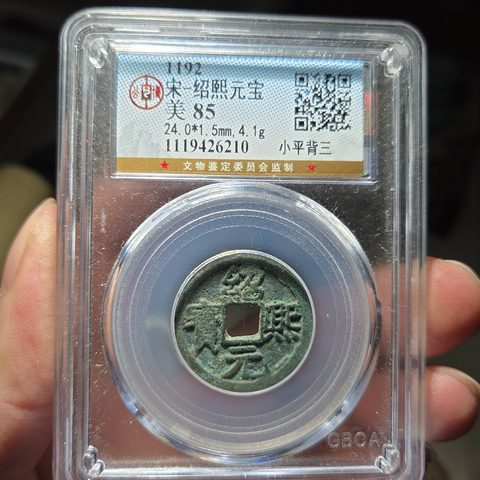 1192
宋-绍熙元宝
美 85
24.0*1.5mm, 4.1g
1119426210
小平背三
★ 文物鉴定委员会监制 ★
绍
熙
元
GBCA